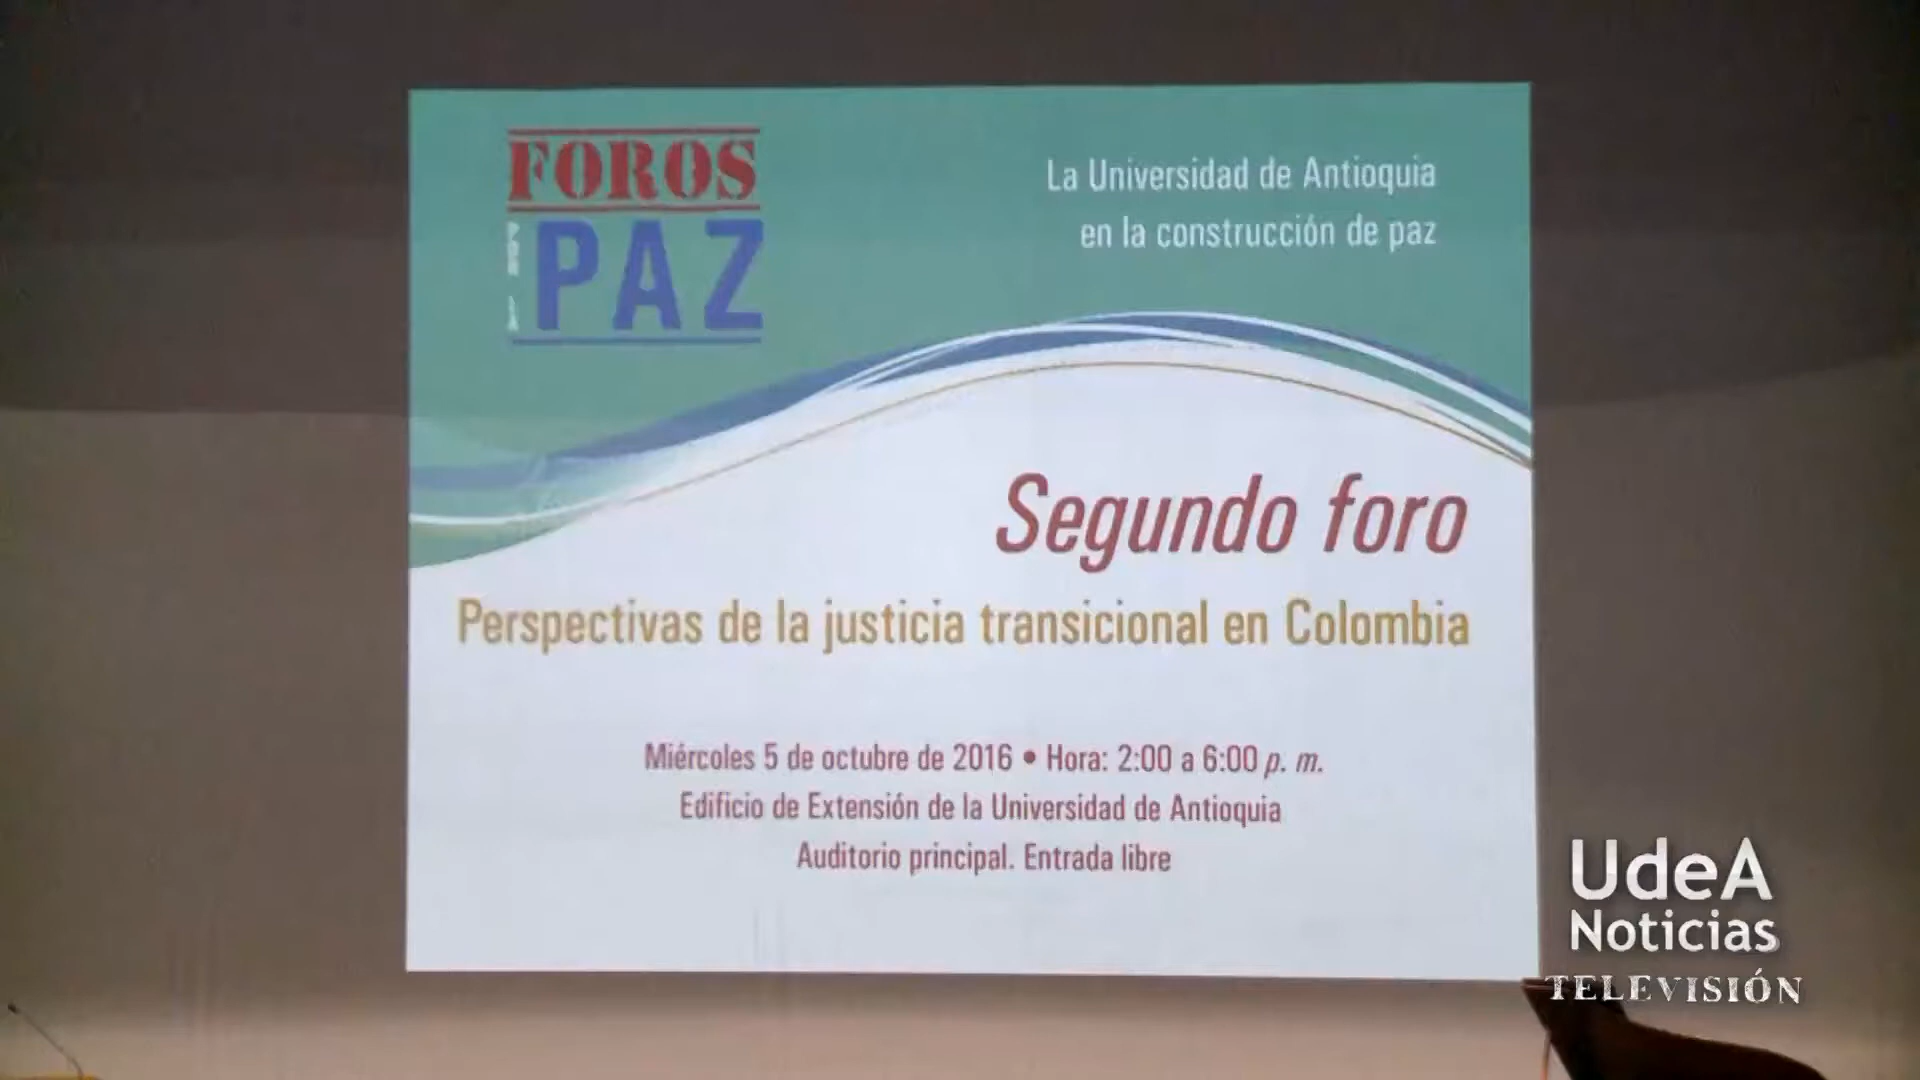 FOROS
POR LA
PAZ
La Universidad de Antioquia
en la construcción de paz
Segundo foro
Perspectivas de la justicia transicional en Colombia
Miércoles 5 de octubre de 2016 • Hora: 2:00 a 6:00 p. m.
Edificio de Extensión de la Universidad de Antioquia
Auditorio principal. Entrada libre
UdeA
Noticias
TELEVISIÓN